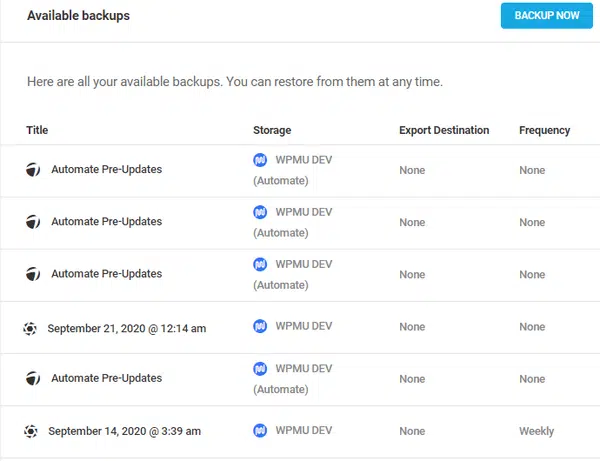 Available backups
BACKUP NOW
Here are all your available backups. You can restore from them at any time.
Title Storage Export Destination Frequency
Automate Pre-Updates WPMU DEV (Automate) None None
Automate Pre-Updates WPMU DEV (Automate) None None
Automate Pre-Updates WPMU DEV (Automate) None None
September 21, 2020 @ 12:14 am WPMU DEV None None
Automate Pre-Updates WPMU DEV (Automate) None None
September 14, 2020 @ 3:39 am WPMU DEV None Weekly